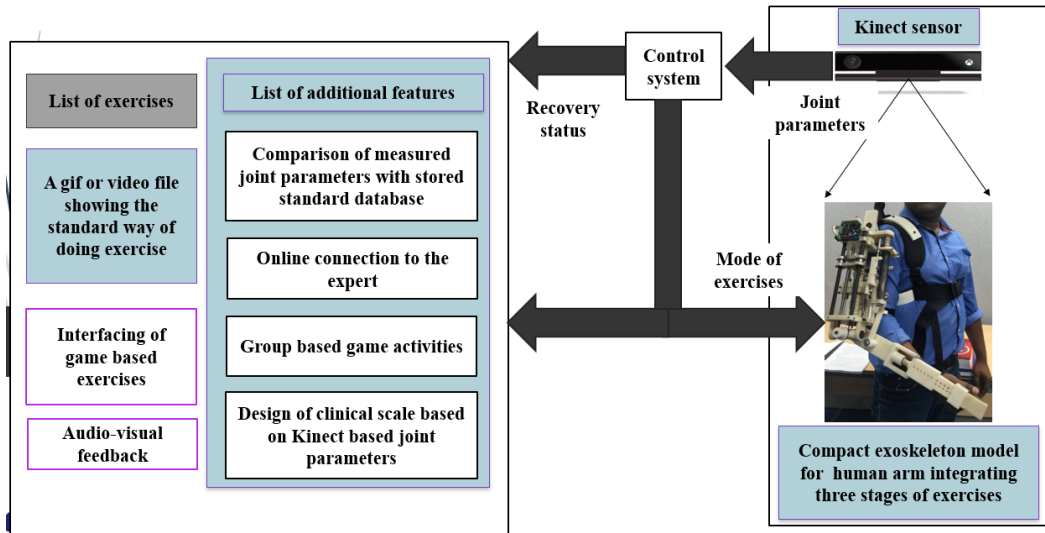 List of exercises
A gif or video file
showing the
standard way of
doing exercise
Interfacing of
game based
exercises
Audio-visual
feedback
List of additional features
Comparison of measured
joint parameters with stored
standard database
Online connection to the
expert
Group based game activities
Design of clinical scale based
on Kinect based joint
parameters
Recovery
status
Control
system
Kinect sensor
Joint
parameters
Mode of
exercises
Compact exoskeleton model
for human arm integrating
three stages of exercises